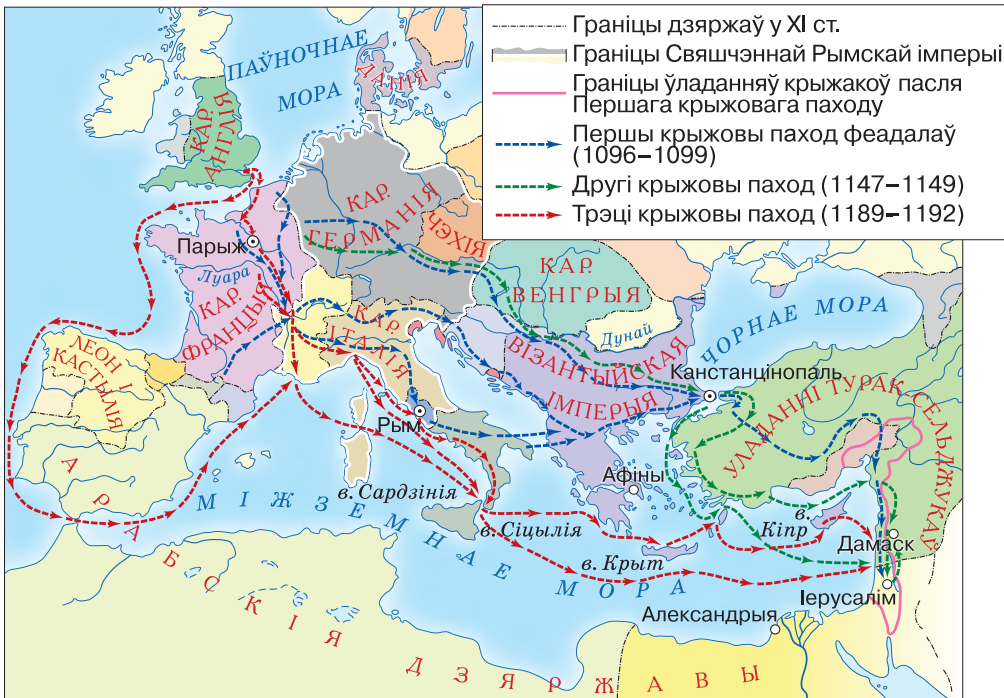 Граніцы дзяржаў у XI ст.
Граніцы Свяшчэннай Рымскай імперыі
Граніцы ўладанняў крыжакоў пасля
Першага крыжовага паходу
Першы крыжовы паход феадалаў
(1096–1099)
Другі крыжовы паход (1147–1149)
Трэці крыжовы паход (1189–1192)
ПАЎНОЧНАЕ
МОРА
ДАНІЯ
КАР.
АНГЛІЯ
КАР.
ГЕРМАНІЯ
ЧЭХІЯ
Парыж
Луара
КАР.
ФРАНЦЫЯ
КАР.
ВЕНГРЫЯ
Дунай
ЧОРНАЕ МОРА
КАР.
ІТАЛІЯ
ЛЕОН І
КАСТЫЛІЯ
ВІЗАНТЫЙСКАЯ
ІМПЕРЫЯ
Канстанцінопаль
УЛАДАННІ ТУРАК-СЕЛЬДЖУКАЎ
Рым
Афіны
в. Сардзінія
в. Сіцылія
в. Крыт
в.
Кіпр
Дамаск
Іерусалім
Александрыя
МІЖЗЕМНАЕ МОРА
АРАБСКІЯ ДЗЯРЖАВЫ